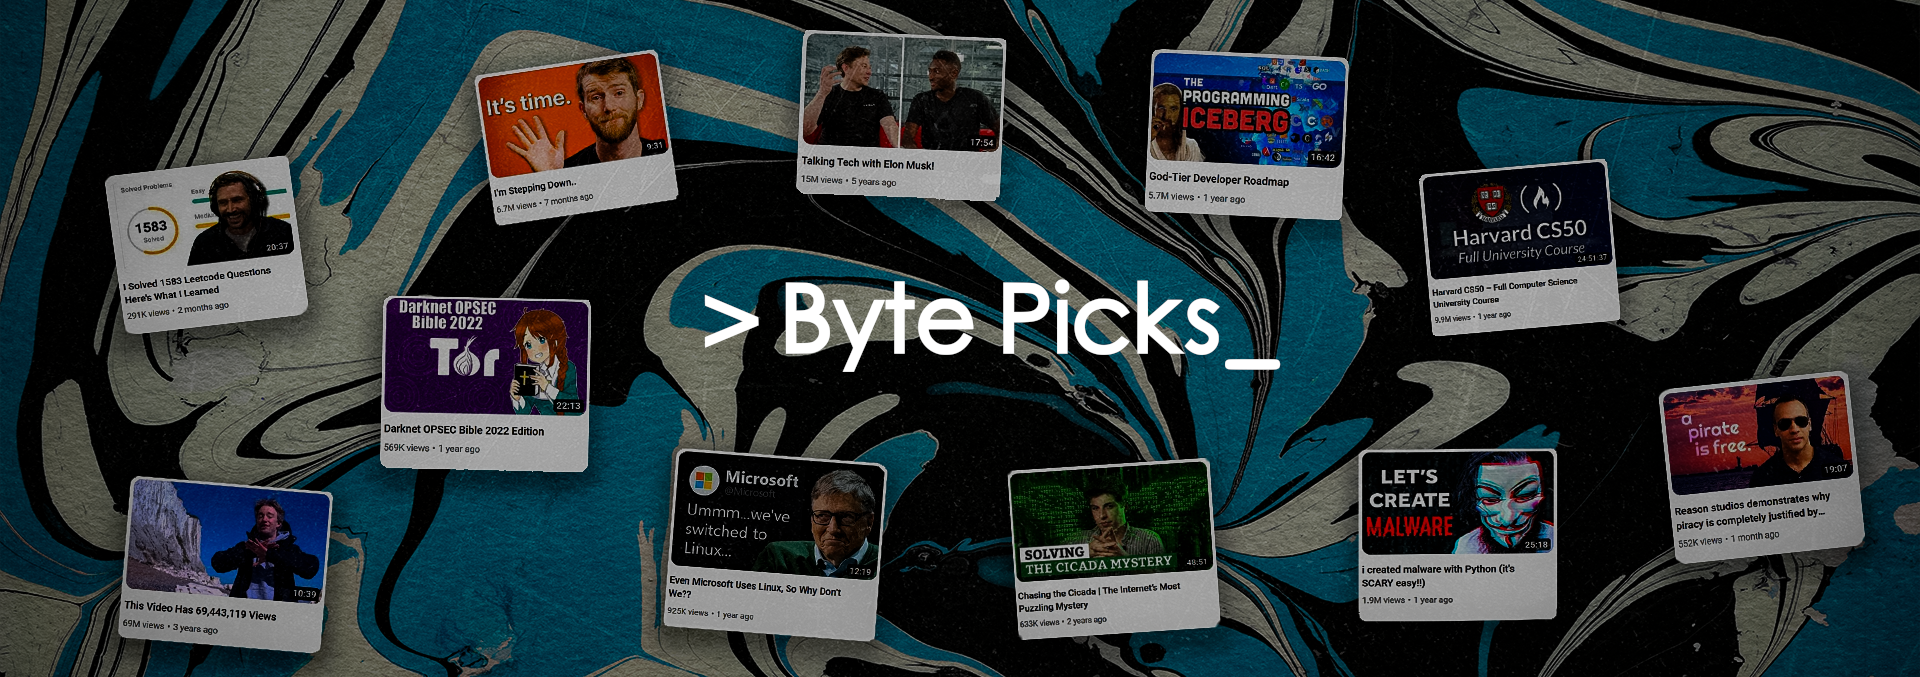 It's time.
9:31
I'm Stepping Down..
6.7M views • 7 months ago
17:54
Talking Tech with Elon Musk!
15M views • 5 years ago
THE
PROGRAMMING
ICEBERG
TS GO
16:42
God-Tier Developer Roadmap
5.7M views • 1 year ago
Solved Problems
Easy
1583
Solved
20:37
I Solved 1583 Leetcode Questions
Here's What I Learned
291K views • 2 months ago
Harvard CS50
Full University Course
24:51:37
Harvard CS50 – Full Computer Science
University Course
9.9M views • 1 year ago
> Byte Picks_
Darknet OPSEC
Bible 2022
Tor
22:13
Darknet OPSEC Bible 2022 Edition
569K views • 1 year ago
a
pirate
is free.
19:07
Reason studios demonstrates why
piracy is completely justified by...
552K views • 1 month ago
10:39
This Video Has 69,443,119 Views
69M views • 3 years ago
Microsoft
@Microsoft
Ummm...we've
switched to
Linux...
12:19
Even Microsoft Uses Linux, So Why Don't
We??
925K views • 1 year ago
SOLVING
THE CICADA MYSTERY
48:51
Chasing the Cicada | The Internet's Most
Puzzling Mystery
633K views • 2 years ago
LET'S
CREATE
MALWARE
25:18
i created malware with Python (it's
SCARY easy!!)
1.9M views • 1 year ago